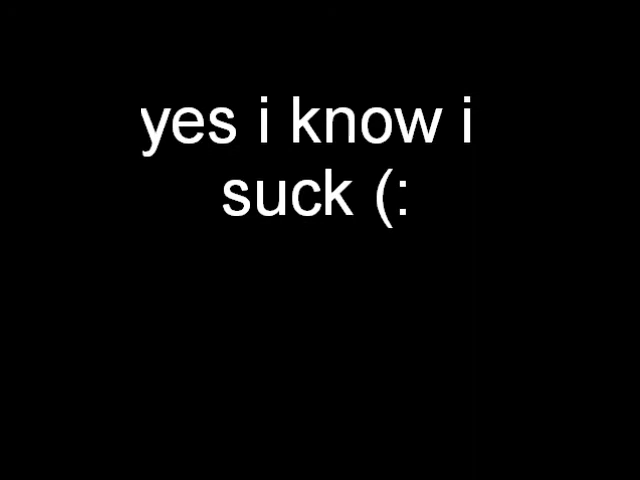 yes i know i
suck (: